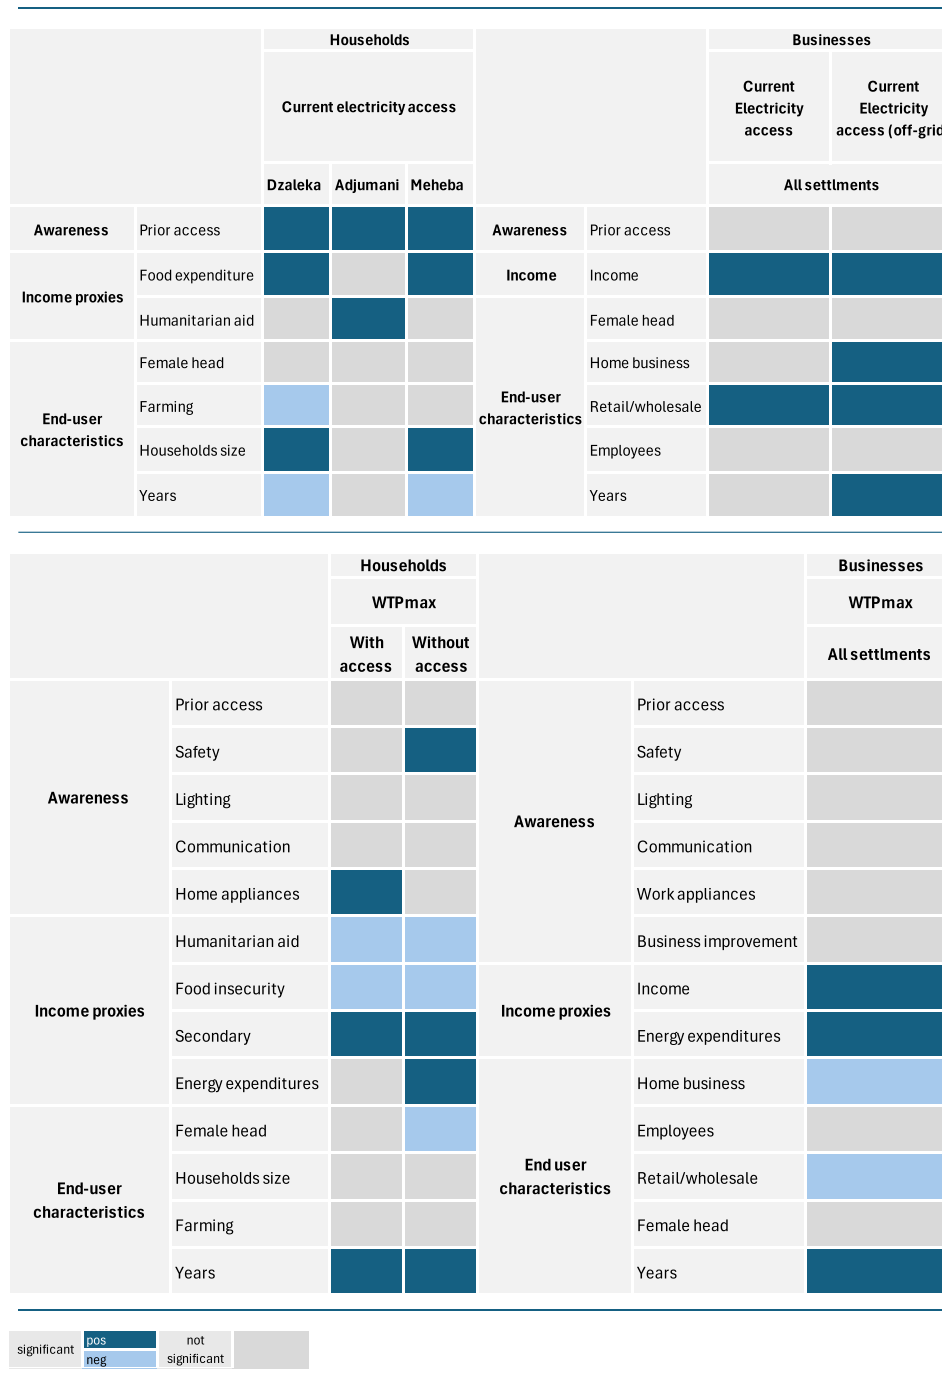 Households
Businesses
Current electricity access
Current
Electricity
access
Current
Electricity
access (off-grid
Dzaleka
Adjumani
Meheba
All settlments
Awareness
Prior access
Awareness
Prior access
Income proxies
Food expenditure
Income
Income
Humanitarian aid
Female head
End-user
characteristics
Female head
Home business
Farming
End-user
characteristics
Retail/wholesale
Households size
Employees
Years
Years
Households
Businesses
WTPmax
WTPmax
With
access
Without
access
All settlments
Awareness
Prior access
Awareness
Prior access
Safety
Safety
Lighting
Lighting
Communication
Communication
Home appliances
Work appliances
Income proxies
Humanitarian aid
Business improvement
Food insecurity
Income proxies
Income
Secondary
Energy expenditures
Energy expenditures
End user
characteristics
Home business
End-user
characteristics
Female head
Employees
Households size
Retail/wholesale
Farming
Female head
Years
Years
significant
pos
neg
not
significant